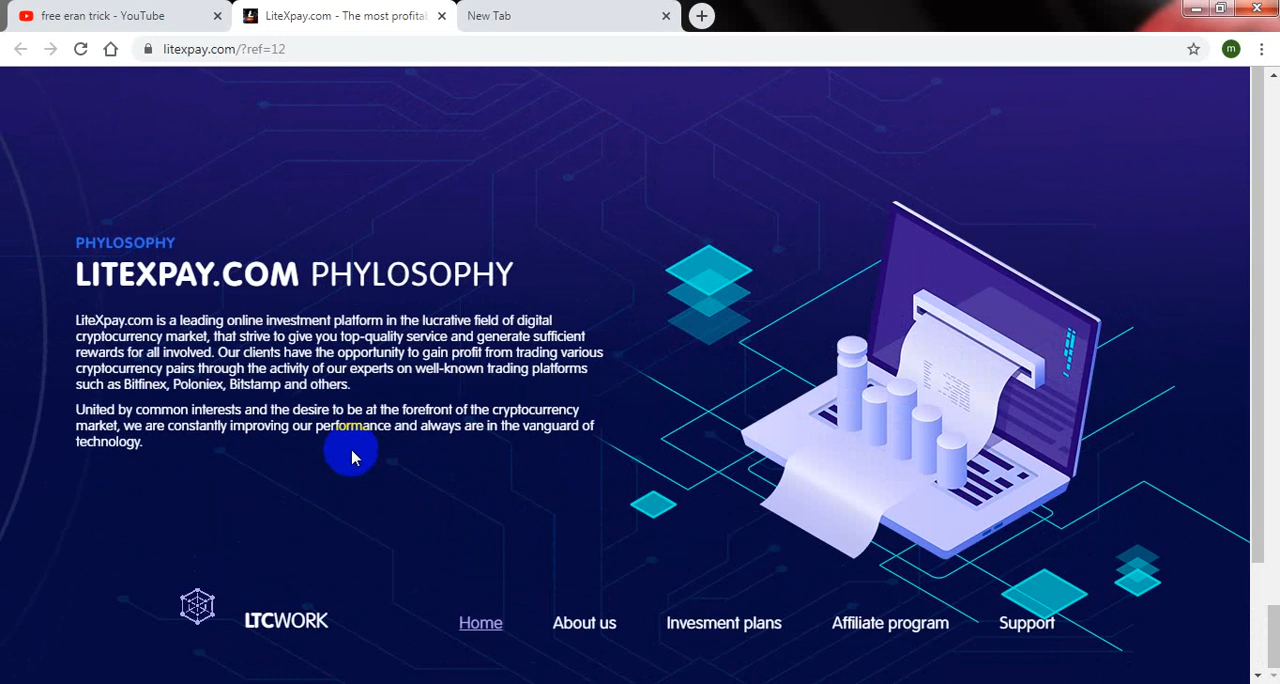 free eran trick - YouTube
LiteXpay.com - The most profitab
New Tab
litexpay.com/?ref=12
m
PHYLOSOPHY
LITEXPAY.COM PHYLOSOPHY
LiteXpay.com is a leading online investment platform in the lucrative field of digital
cryptocurrency market, that strive to give you top-quality service and generate sufficient
rewards for all involved. Our clients have the opportunity to gain profit from trading various
cryptocurrency pairs through the activity of our experts on well-known trading platforms
such as Bitfinex, Poloniex, Bitstamp and others.
United by common interests and the desire to be at the forefront of the cryptocurrency
market, we are constantly improving our performance and always are in the vanguard of
technology.
LTCWORK
Home
About us
Invesment plans
Affiliate program
Support